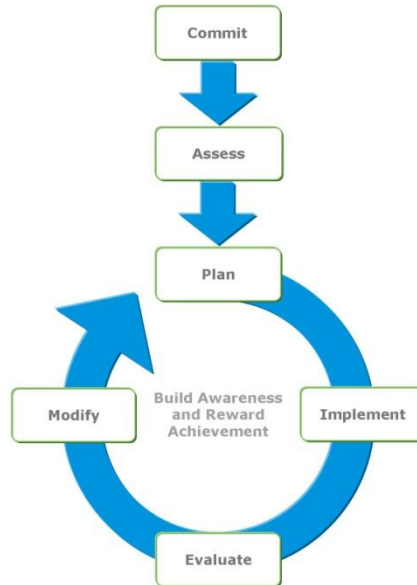 Commit
Assess
Plan
Modify
Build Awareness
and Reward
Achievement
Implement
Evaluate